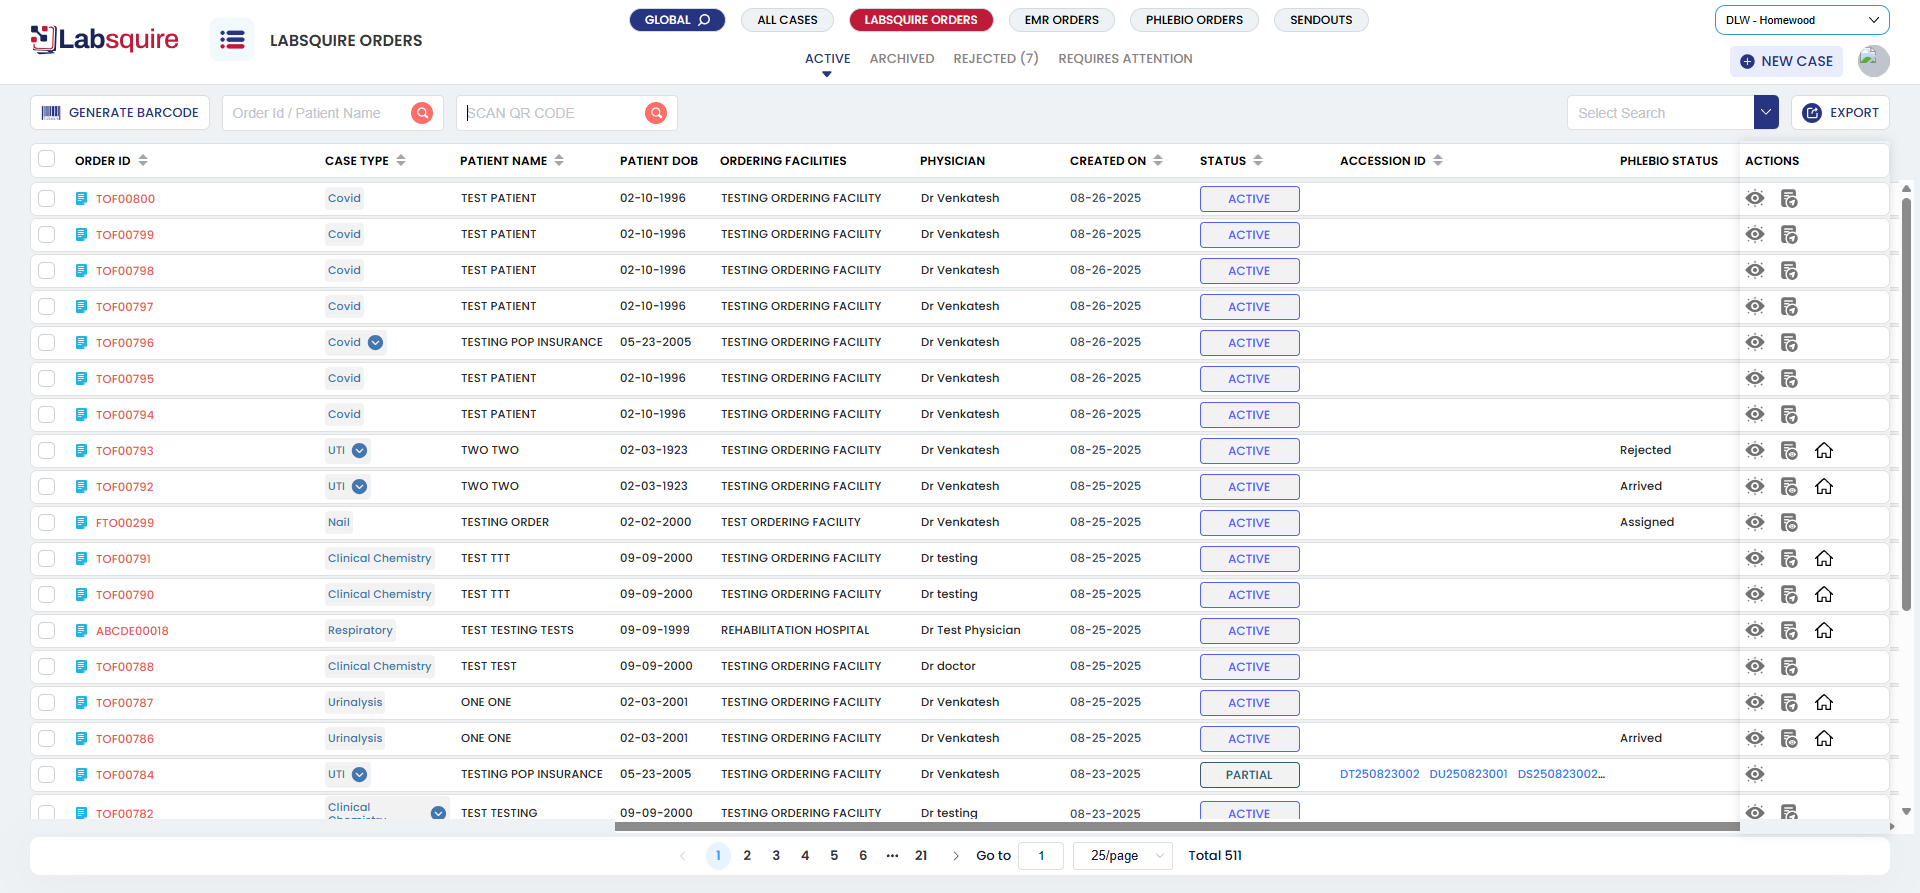 Labsquire
LABSQUIRE ORDERS
GLOBAL ALL CASES LABSQUIRE ORDERS EMR ORDERS PHLEBIO ORDERS SENDOUTS
ACTIVE ARCHIVED REJECTED (7) REQUIRES ATTENTION
DLW - Homewood
NEW CASE
GENERATE BARCODE Order Id / Patient Name SCAN QR CODE Select Search EXPORT
ORDER ID CASE TYPE PATIENT NAME PATIENT DOB ORDERING FACILITIES PHYSICIAN CREATED ON STATUS ACCESSION ID PHLEBIO STATUS ACTIONS
TOF00800 Covid TEST PATIENT 02-10-1996 TESTING ORDERING FACILITY Dr Venkatesh 08-26-2025 ACTIVE
TOF00799 Covid TEST PATIENT 02-10-1996 TESTING ORDERING FACILITY Dr Venkatesh 08-26-2025 ACTIVE
TOF00798 Covid TEST PATIENT 02-10-1996 TESTING ORDERING FACILITY Dr Venkatesh 08-26-2025 ACTIVE
TOF00797 Covid TEST PATIENT 02-10-1996 TESTING ORDERING FACILITY Dr Venkatesh 08-26-2025 ACTIVE
TOF00796 Covid TESTING POP INSURANCE 05-23-2005 TESTING ORDERING FACILITY Dr Venkatesh 08-26-2025 ACTIVE
TOF00795 Covid TEST PATIENT 02-10-1996 TESTING ORDERING FACILITY Dr Venkatesh 08-26-2025 ACTIVE
TOF00794 Covid TEST PATIENT 02-10-1996 TESTING ORDERING FACILITY Dr Venkatesh 08-26-2025 ACTIVE
TOF00793 UTI TWO TWO 02-03-1923 TESTING ORDERING FACILITY Dr Venkatesh 08-25-2025 ACTIVE Rejected
TOF00792 UTI TWO TWO 02-03-1923 TESTING ORDERING FACILITY Dr Venkatesh 08-25-2025 ACTIVE Arrived
FTO00299 Nail TESTING ORDER 02-02-2000 TEST ORDERING FACILITY Dr Venkatesh 08-25-2025 ACTIVE Assigned
TOF00791 Clinical Chemistry TEST TTT 09-09-2000 TESTING ORDERING FACILITY Dr testing 08-25-2025 ACTIVE
TOF00790 Clinical Chemistry TEST TTT 09-09-2000 TESTING ORDERING FACILITY Dr testing 08-25-2025 ACTIVE
ABCDE00018 Respiratory TEST TESTING TESTS 09-09-1999 REHABILITATION HOSPITAL Dr Test Physician 08-25-2025 ACTIVE
TOF00788 Clinical Chemistry TEST TEST 09-09-2000 TESTING ORDERING FACILITY Dr doctor 08-25-2025 ACTIVE
TOF00787 Urinalysis ONE ONE 02-03-2001 TESTING ORDERING FACILITY Dr Venkatesh 08-25-2025 ACTIVE
TOF00786 Urinalysis ONE ONE 02-03-2001 TESTING ORDERING FACILITY Dr Venkatesh 08-25-2025 ACTIVE Arrived
TOF00784 UTI TESTING POP INSURANCE 05-23-2005 TESTING ORDERING FACILITY Dr Venkatesh 08-23-2025 PARTIAL DT250823002 DU250823001 DS250823002...
TOF00782 Clinical Chemistry TEST TESTING 09-09-2000 TESTING ORDERING FACILITY Dr testing 08-23-2025 ACTIVE
1 2 3 4 5 6 ••• 21 Go to 1 25/page Total 511